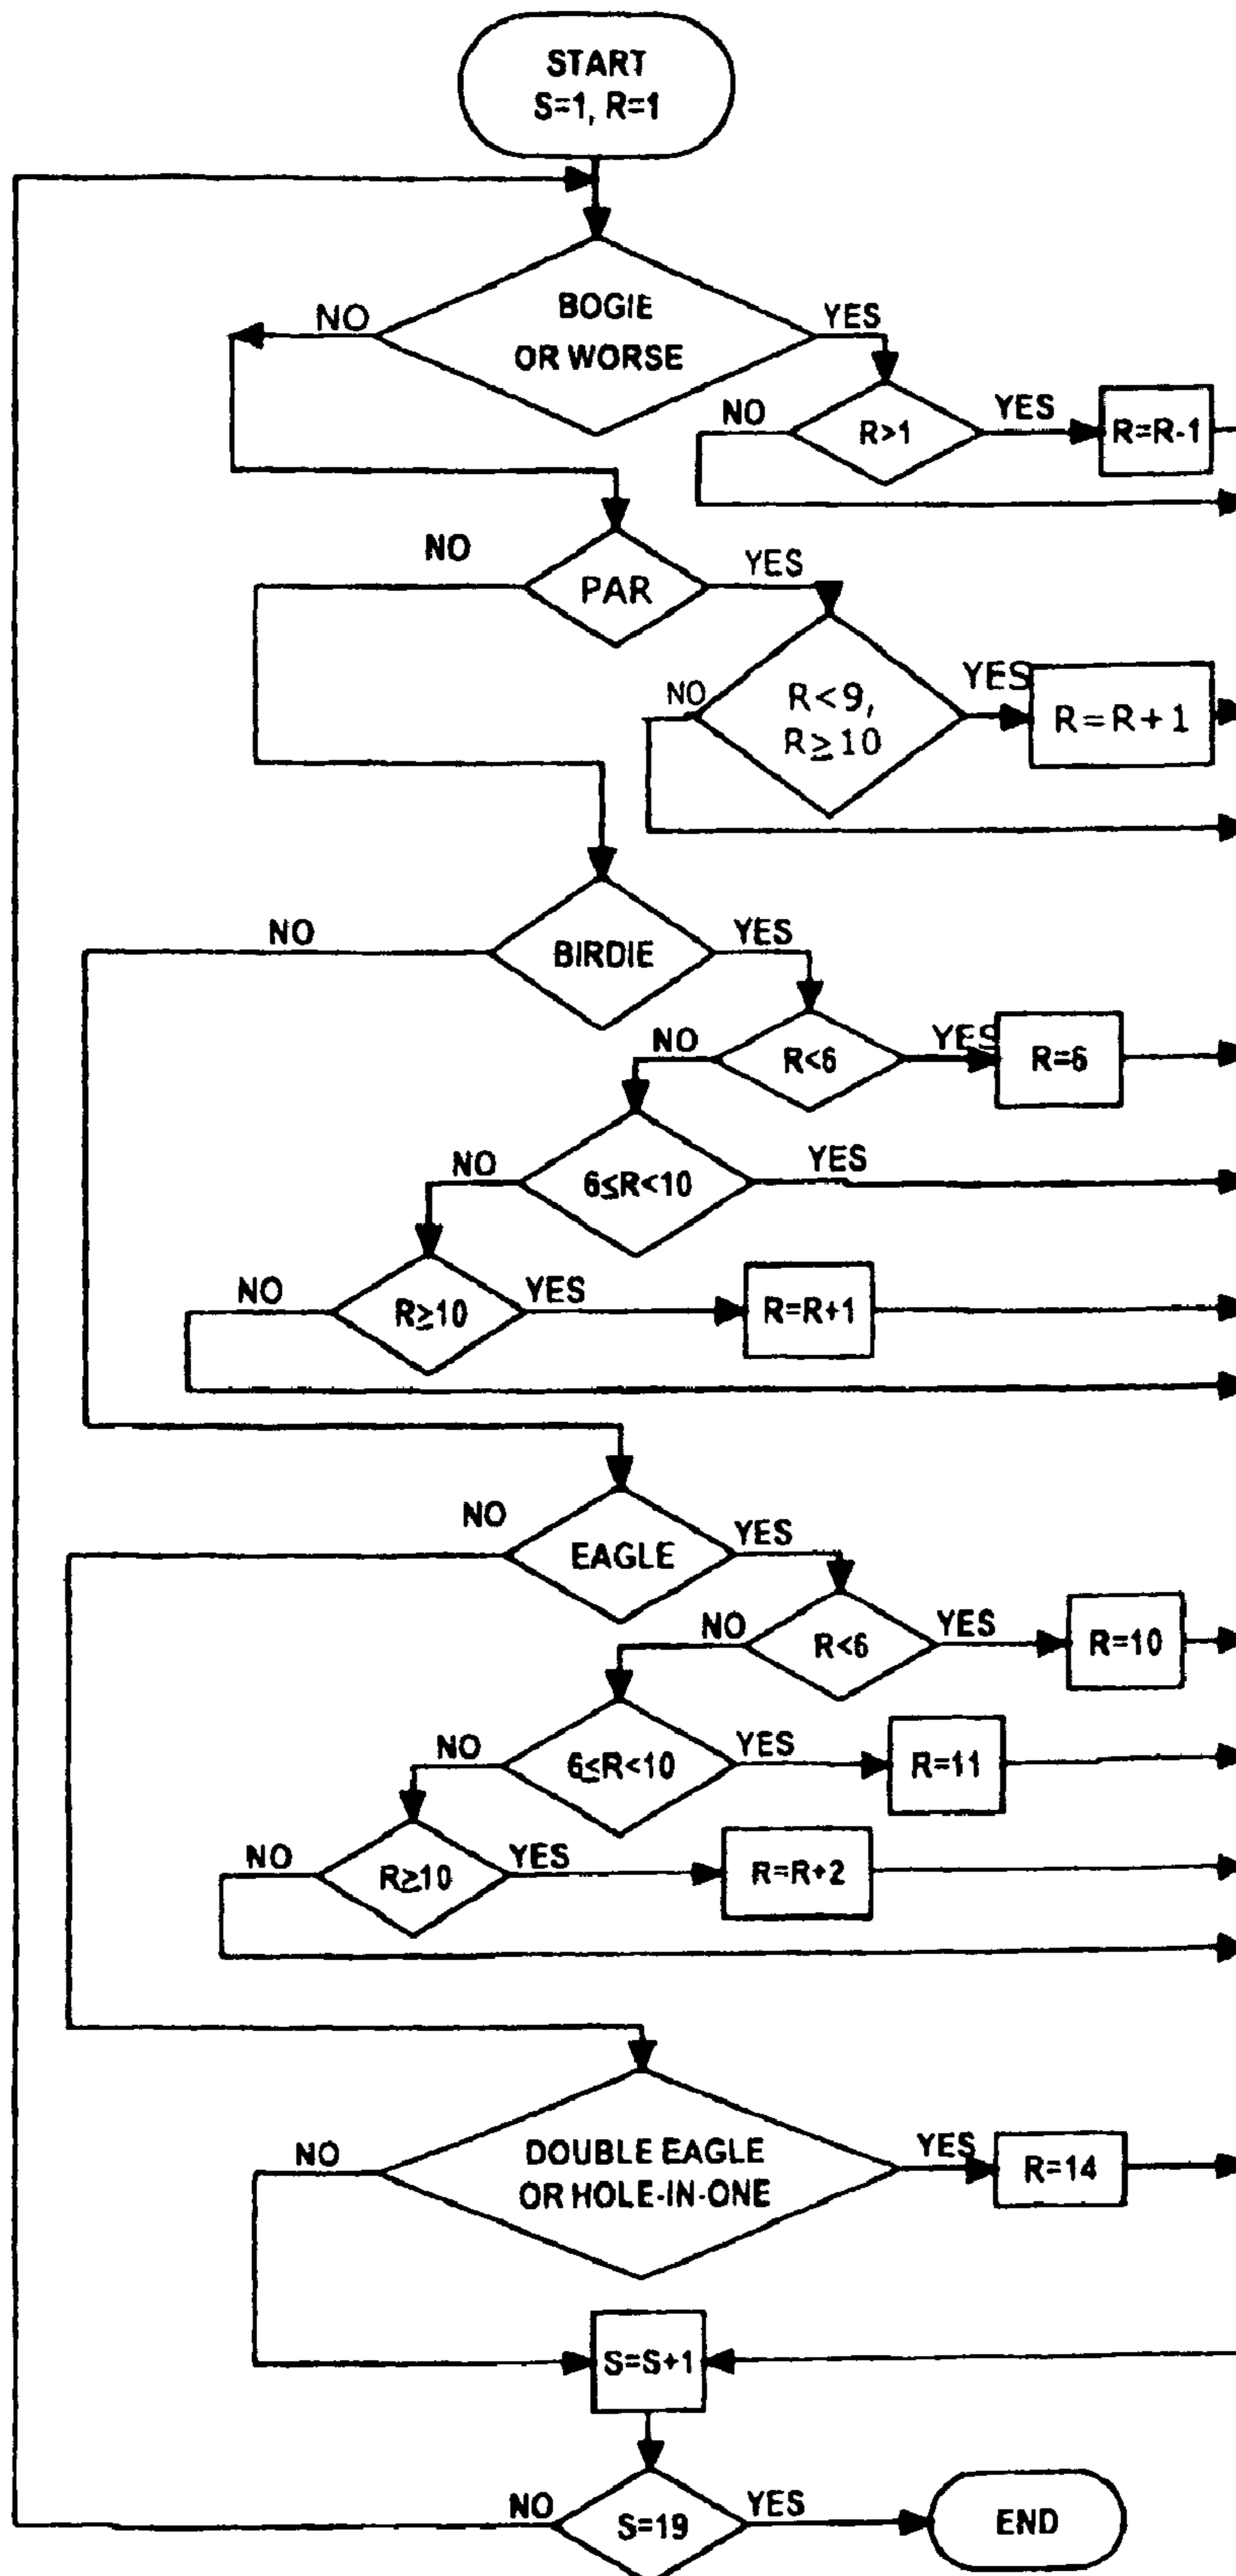 START
S=1, R=1
NO
BOGIE
OR WORSE
YES
NO
R>1
YES
R=R-1
NO
PAR
YES
NO
R<9,
R≥10
YES
R=R+1
NO
BIRDIE
YES
NO
R<6
YES
R=6
NO
6≤R<10
YES
NO
R≥10
YES
R=R+1
NO
EAGLE
YES
NO
R<6
YES
R=10
NO
6≤R<10
YES
R=11
NO
R≥10
YES
R=R+2
NO
DOUBLE EAGLE
OR HOLE-IN-ONE
YES
R=14
S=S+1
NO
S=19
YES
END